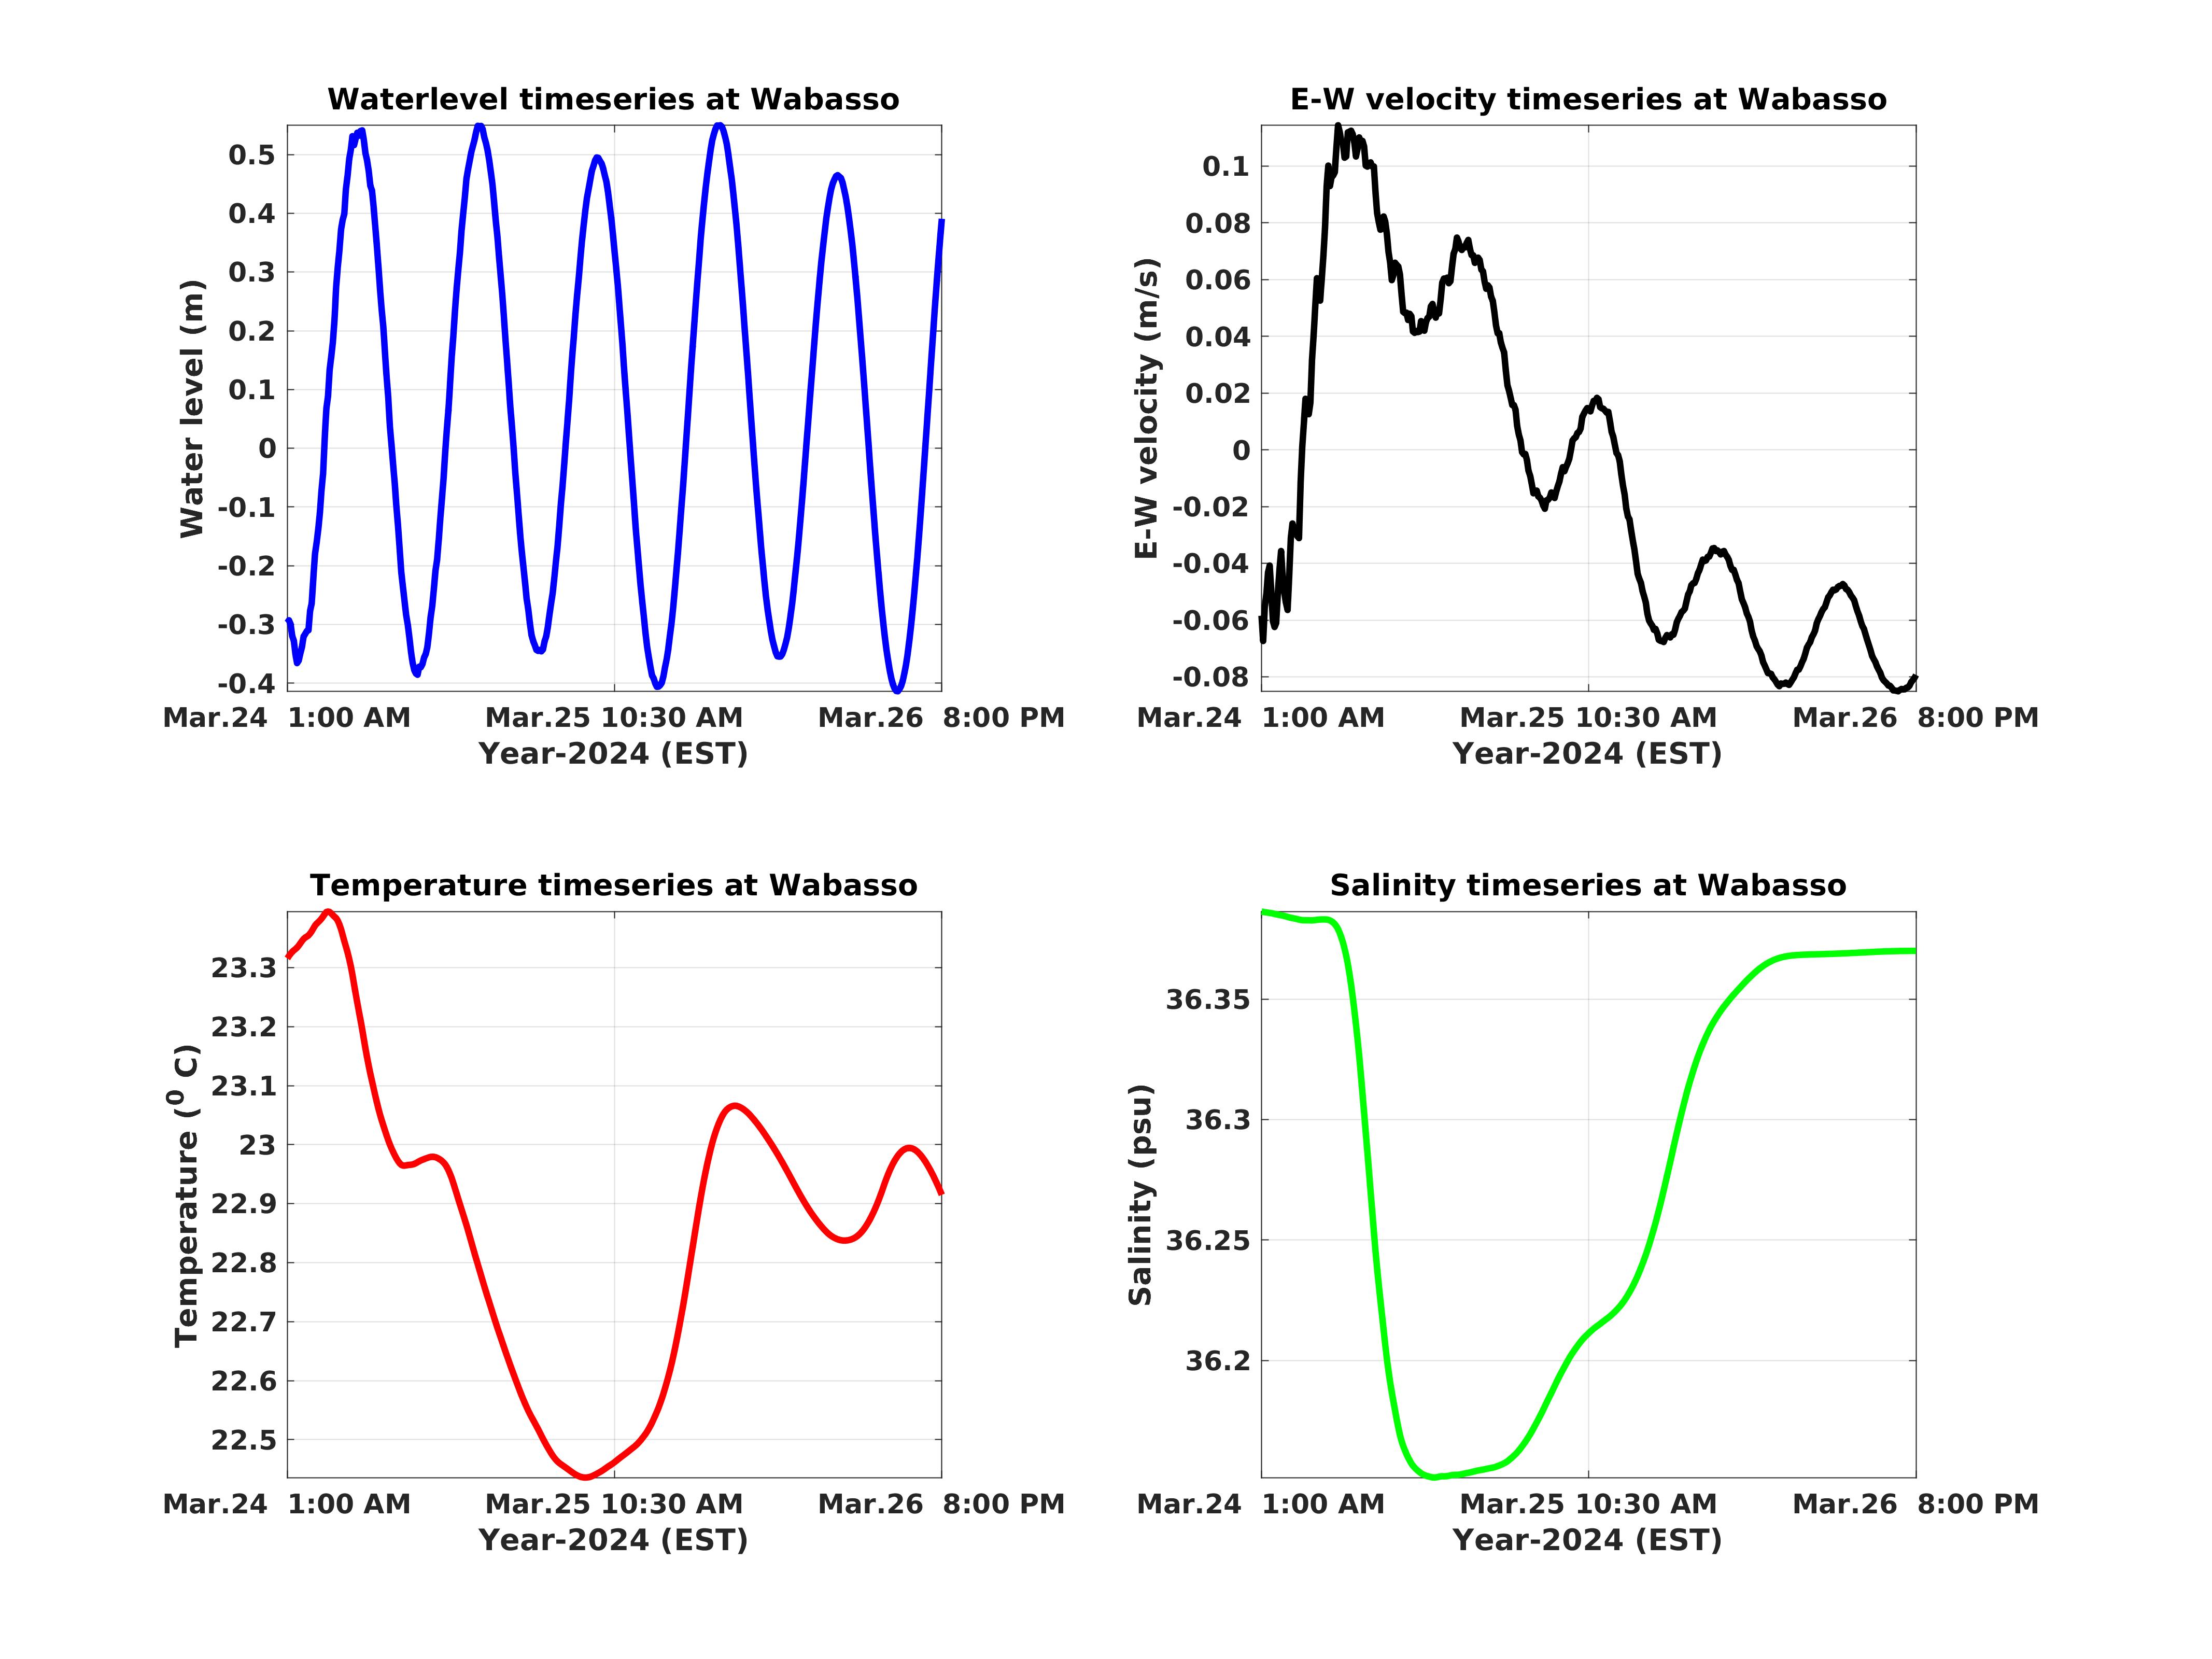 Waterlevel timeseries at Wabasso
0.5
0.4
0.3
0.2
0.1
0
-0.1
-0.2
-0.3
-0.4
Water level (m)
Mar.24 1:00 AM Mar.25 10:30 AM Mar.26 8:00 PM
Year-2024 (EST)
E-W velocity timeseries at Wabasso
0.1
0.08
0.06
0.04
0.02
0
-0.02
-0.04
-0.06
-0.08
E-W velocity (m/s)
Mar.24 1:00 AM Mar.25 10:30 AM Mar.26 8:00 PM
Year-2024 (EST)
Temperature timeseries at Wabasso
23.3
23.2
23.1
23
22.9
22.8
22.7
22.6
22.5
Temperature (⁰ C)
Mar.24 1:00 AM Mar.25 10:30 AM Mar.26 8:00 PM
Year-2024 (EST)
Salinity timeseries at Wabasso
36.35
36.3
36.25
36.2
Salinity (psu)
Mar.24 1:00 AM Mar.25 10:30 AM Mar.26 8:00 PM
Year-2024 (EST)